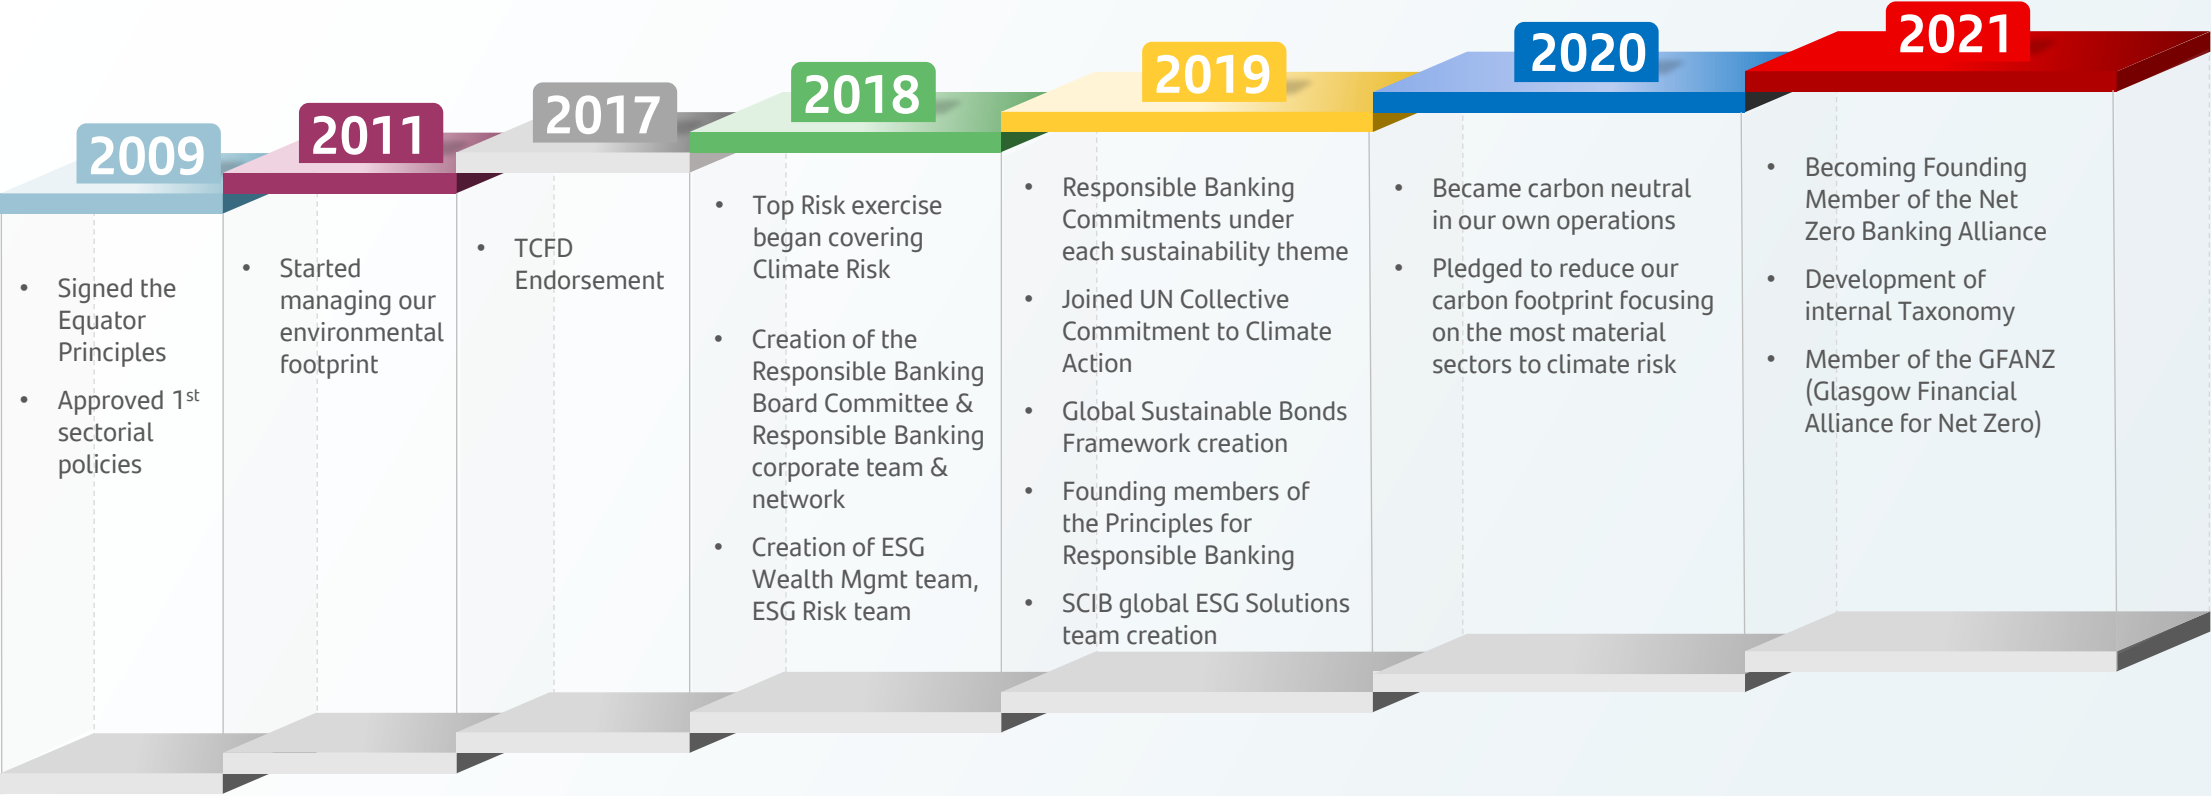 2009
• Signed the
Equator
Principles
• Approved 1st
sectorial
policies
2011
• Started
managing our
environmental
footprint
2017
• TCFD
Endorsement
2018
• Top Risk exercise
began covering
Climate Risk
• Creation of the
Responsible Banking
Board Committee &
Responsible Banking
corporate team &
network
• Creation of ESG
Wealth Mgmt team,
ESG Risk team
2019
• Responsible Banking
Commitments under
each sustainability theme
• Joined UN Collective
Commitment to Climate
Action
• Global Sustainable Bonds
Framework creation
• Founding members of
the Principles for
Responsible Banking
• SCIB global ESG Solutions
team creation
2020
• Became carbon neutral
in our own operations
• Pledged to reduce our
carbon footprint focusing
on the most material
sectors to climate risk
2021
• Becoming Founding
Member of the Net
Zero Banking Alliance
• Development of
internal Taxonomy
• Member of the GFANZ
(Glasgow Financial
Alliance for Net Zero)